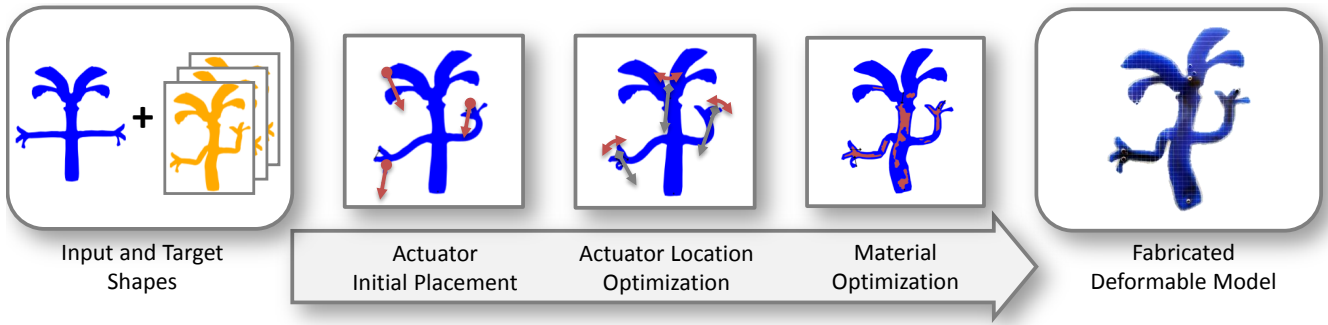 +
Input and Target
Shapes
Actuator
Initial Placement
Actuator Location
Optimization
Material
Optimization
Fabricated
Deformable Model